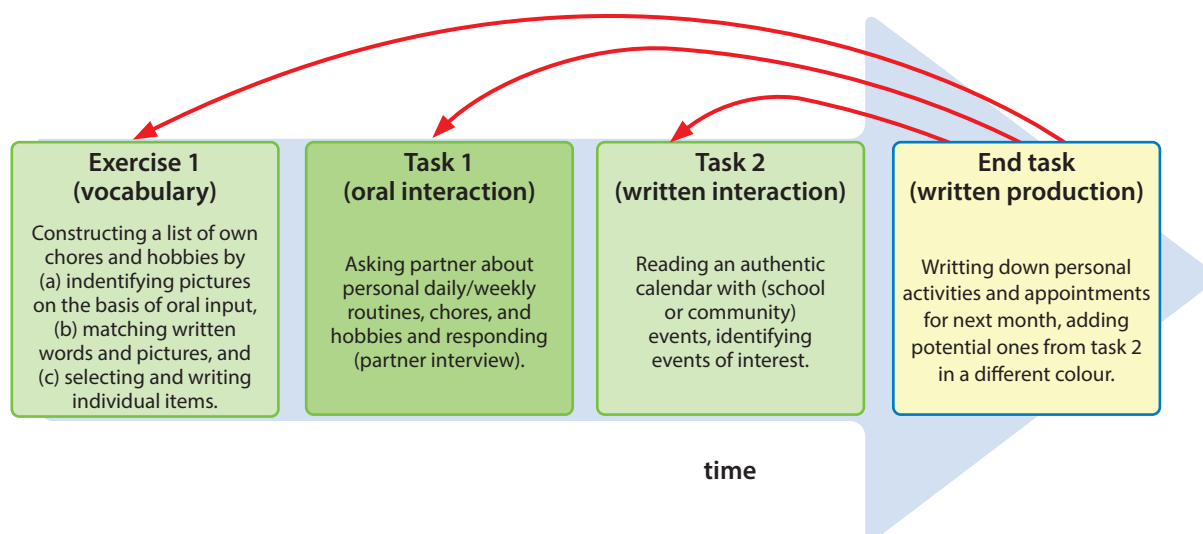 Exercise 1
(vocabulary)
Constructing a list of own
chores and hobbies by
(a) indentifying pictures
on the basis of oral input,
(b) matching written
words and pictures, and
(c) selecting and writing
individual items.
Task 1
(oral interaction)
Asking partner about
personal daily/weekly
routines, chores, and
hobbies and responding
(partner interview).
Task 2
(written interaction)
Reading an authentic
calendar with (school
or community)
events, identifying
events of interest.
End task
(written production)
Writting down personal
activities and appointments
for next month, adding
potential ones from task 2
in a different colour.
time